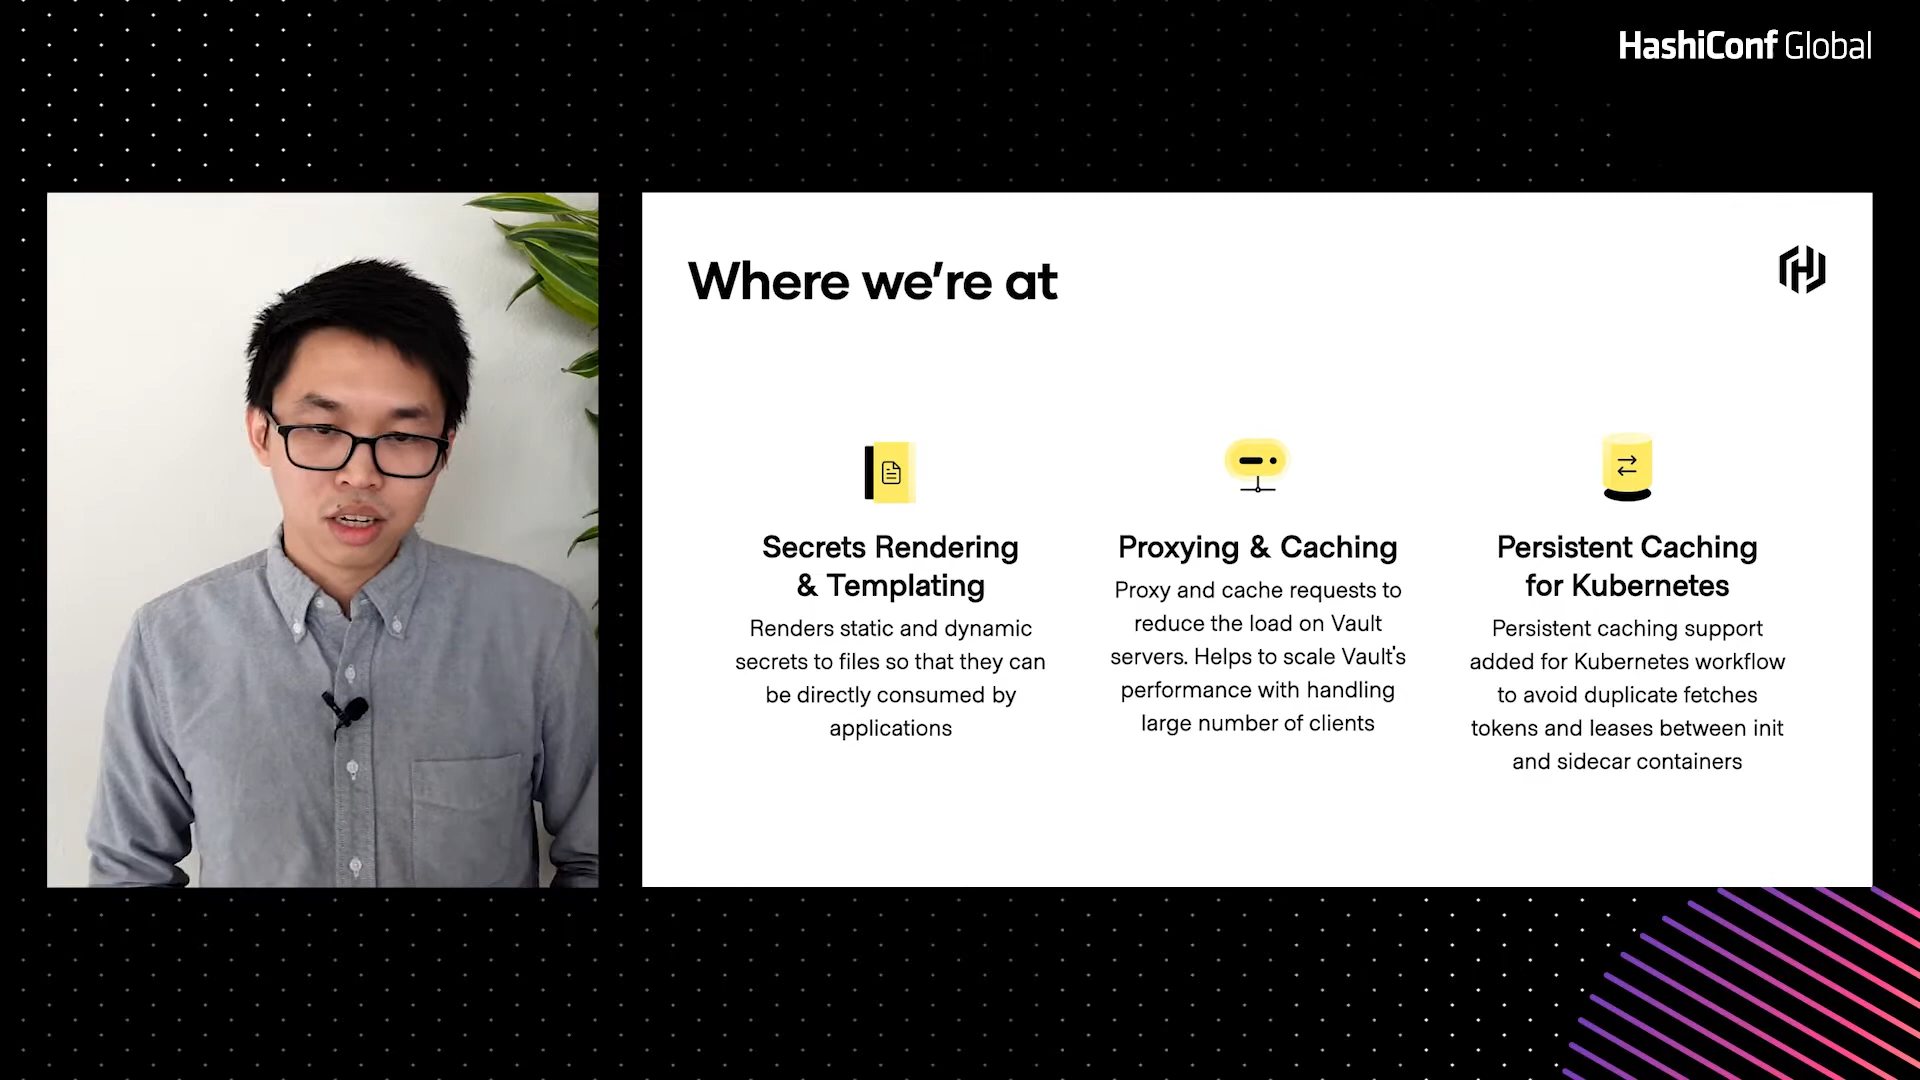 HashiConf Global
Where we're at
Secrets Rendering
& Templating
Renders static and dynamic
secrets to files so that they can
be directly consumed by
applications
Proxying & Caching
Proxy and cache requests to
reduce the load on Vault
servers. Helps to scale Vault's
performance with handling
large number of clients
Persistent Caching
for Kubernetes
Persistent caching support
added for Kubernetes workflow
to avoid duplicate fetches
tokens and leases between init
and sidecar containers